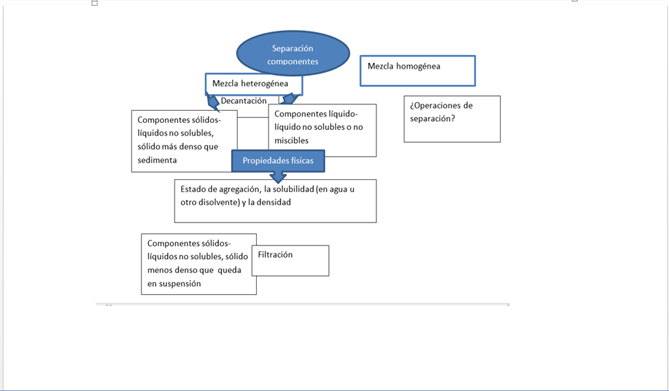 Separación
componentes
Mezcla homogénea
Mezcla heterogénea
Decantación
¿Operaciones de
separación?
Componentes sólidos-
líquidos no solubles,
sólido más denso que
sedimenta
Componentes líquido-
líquido no solubles o no
miscibles
Propiedades físicas
Estado de agregación, la solubilidad (en agua u
otro disolvente) y la densidad
Componentes sólidos-
líquidos no solubles, sólido
menos denso que queda
en suspensión
Filtración